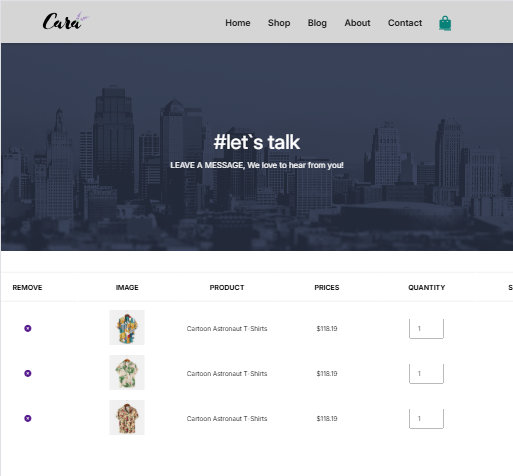 Cara
Home Shop Blog About Contact
#let`s talk
LEAVE A MESSAGE, We love to hear from you!
REMOVE IMAGE PRODUCT PRICES QUANTITY S
Cartoon Astronaut T-Shirts $118.19 1
Cartoon Astronaut T-Shirts $118.19 1
Cartoon Astronaut T-Shirts $118.19 1